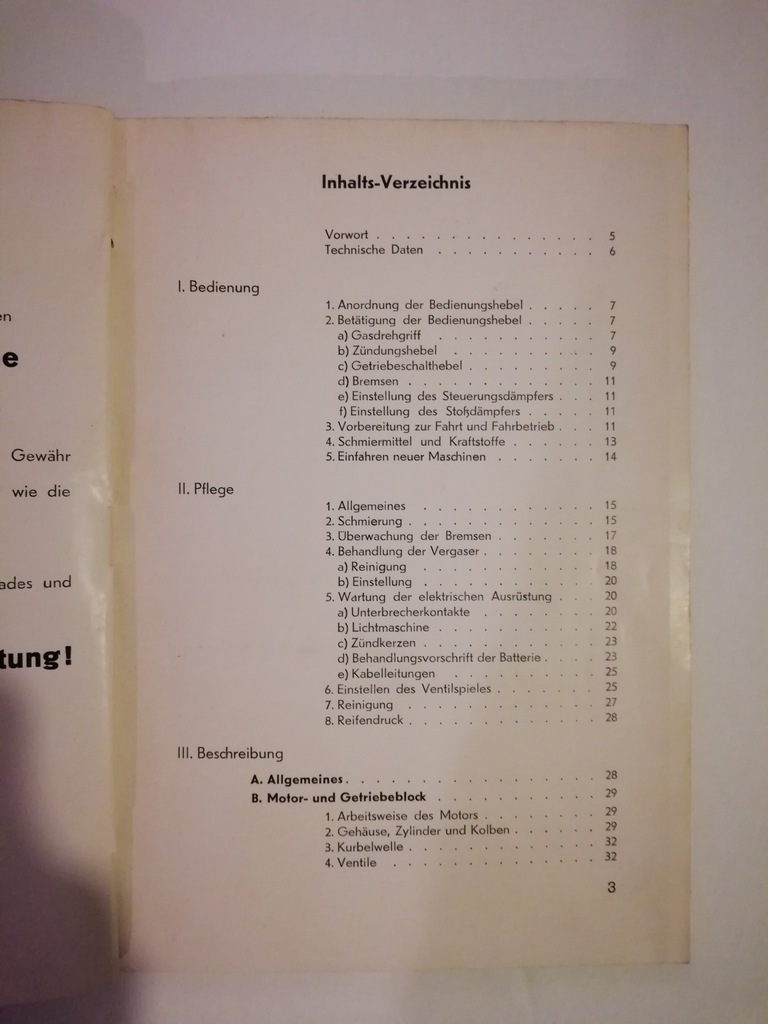 en
e
Gewähr
wie die
ades und
tung!
Inhalts-Verzeichnis
Vorwort . . . . . . . . . . . . . . . 5
Technische Daten . . . . . . . . . . . 6
I. Bedienung
1. Anordnung der Bedienungshebel . . . . . 7
2. Betätigung der Bedienungshebel . . . . . 7
a) Gasdrehgriff . . . . . . . . . . . 7
b) Zündungshebel . . . . . . . . . . 9
c) Getriebeschalthebel . . . . . . . . . 9
d) Bremsen . . . . . . . . . . . . . 11
e) Einstellung des Steuerungsdämpfers . . . 11
f) Einstellung des Stoßdämpfers . . . . . 11
3. Vorbereitung zur Fahrt und Fahrbetrieb . . . 11
4. Schmiermittel und Kraftstoffe . . . . . . 13
5. Einfahren neuer Maschinen . . . . . . . 14
II. Pflege
1. Allgemeines . . . . . . . . . . . . 15
2. Schmierung . . . . . . . . . . . . . 15
3. Überwachung der Bremsen . . . . . . . 17
4. Behandlung der Vergaser . . . . . . . . 18
a) Reinigung . . . . . . . . . . . . 18
b) Einstellung . . . . . . . . . . . . 20
5. Wartung der elektrischen Ausrüstung . . . 20
a) Unterbrecherkontakte . . . . . . . . 20
b) Lichtmaschine . . . . . . . . . . . 22
c) Zündkerzen . . . . . . . . . . . . 23
d) Behandlungsvorschrift der Batterie . . . . 23
e) Kabelleitungen . . . . . . . . . . 25
6. Einstellen des Ventilspieles . . . . . . . 25
7. Reinigung . . . . . . . . . . . . . 27
8. Reifendruck . . . . . . . . . . . . . 28
III. Beschreibung
A. Allgemeines . . . . . . . . . . . . . . . . . 28
B. Motor- und Getriebeblock . . . . . . . . . . . 29
1. Arbeitsweise des Motors . . . . . . . . 29
2. Gehäuse, Zylinder und Kolben . . . . . . 29
3. Kurbelwelle . . . . . . . . . . . . . 32
4. Ventile . . . . . . . . . . . . . . 32
3